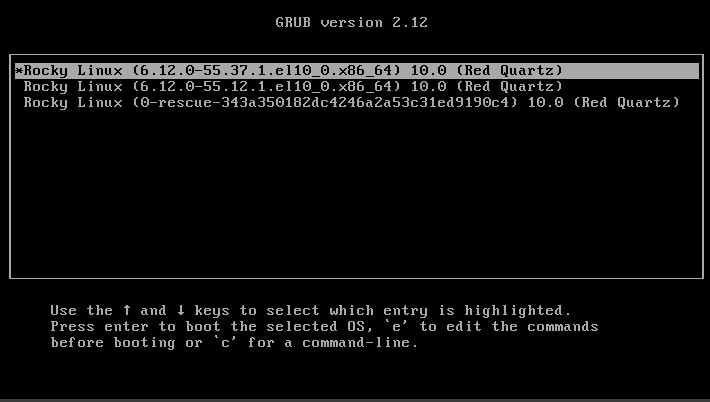 GRUB version 2.12
*Rocky Linux (6.12.0-55.37.1.el10_0.x86_64) 10.0 (Red Quartz)
Rocky Linux (6.12.0-55.12.1.el10_0.x86_64) 10.0 (Red Quartz)
Rocky Linux (0-rescue-343a350182dc4246a2a53c31ed9190c4) 10.0 (Red Quartz)
Use the ↑ and ↓ keys to select which entry is highlighted.
Press enter to boot the selected OS, `e' to edit the commands
before booting or `c' for a command-line.